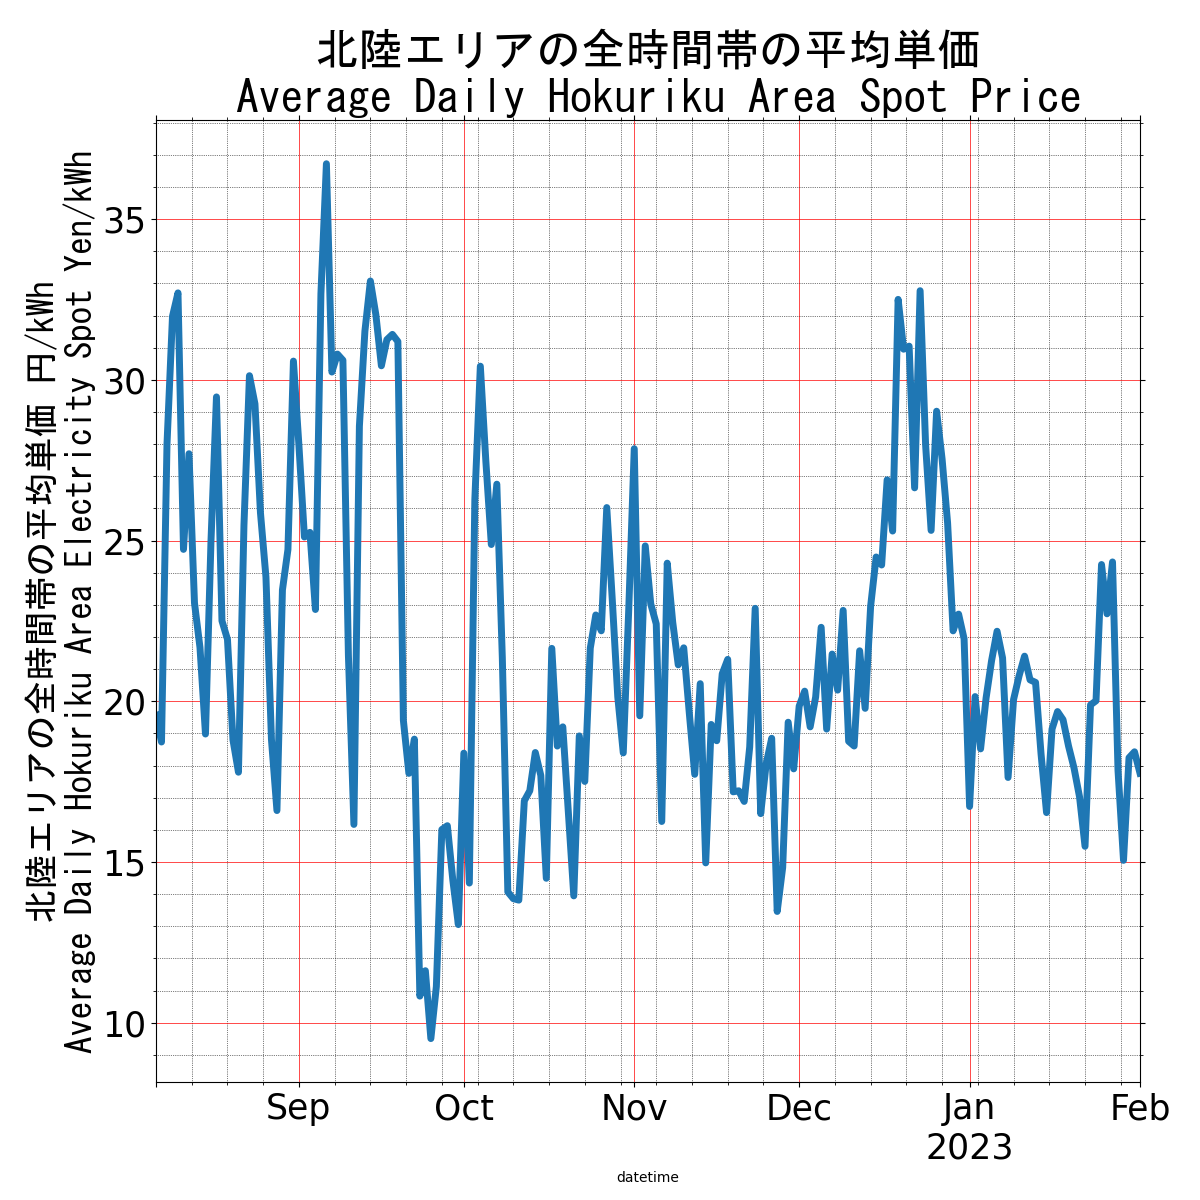 北陸エリアの全時間帯の平均単価
Average Daily Hokuriku Area Spot Price
北陸エリアの全時間帯の平均単価 円/kWh
Average Daily Hokuriku Area Electricity Spot Yen/kWh
35
30
25
20
15
10
Sep
Oct
Nov
Dec
Jan
2023
Feb
datetime